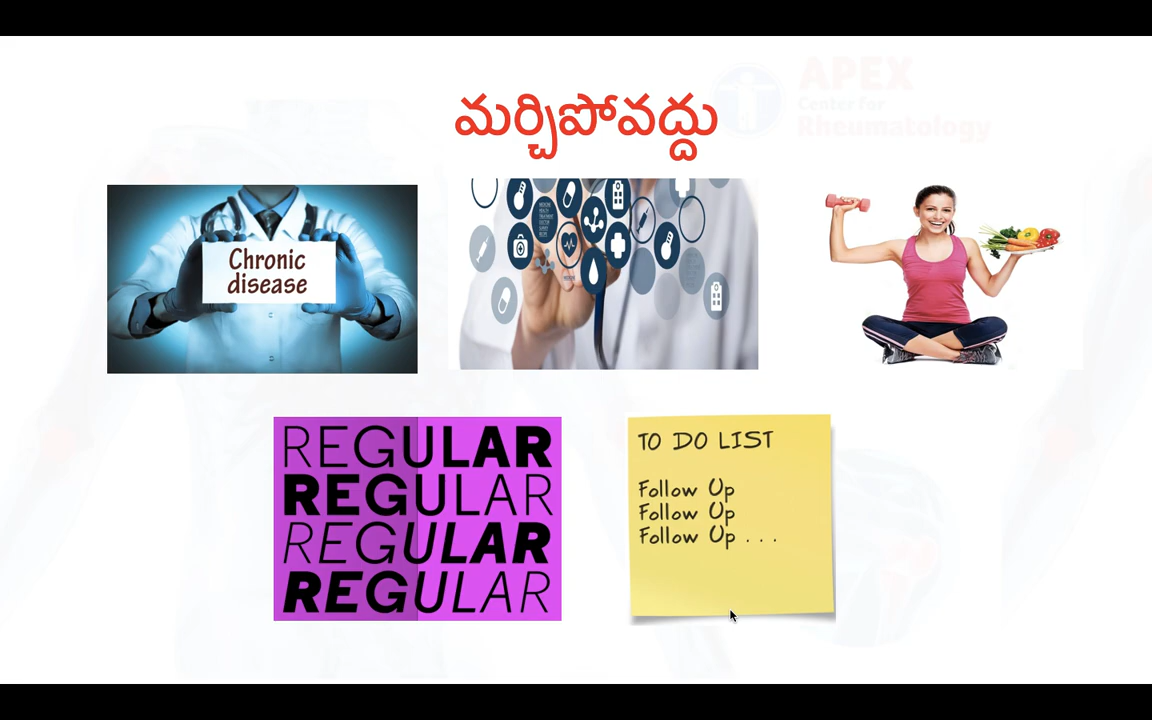 మర్చిపోవద్దు
APEX
Center for
Rheumatology
Chronic
disease
REGULAR
REGULAR
REGULAR
REGULAR
TO DO LIST
Follow Up
Follow Up
Follow Up . . .